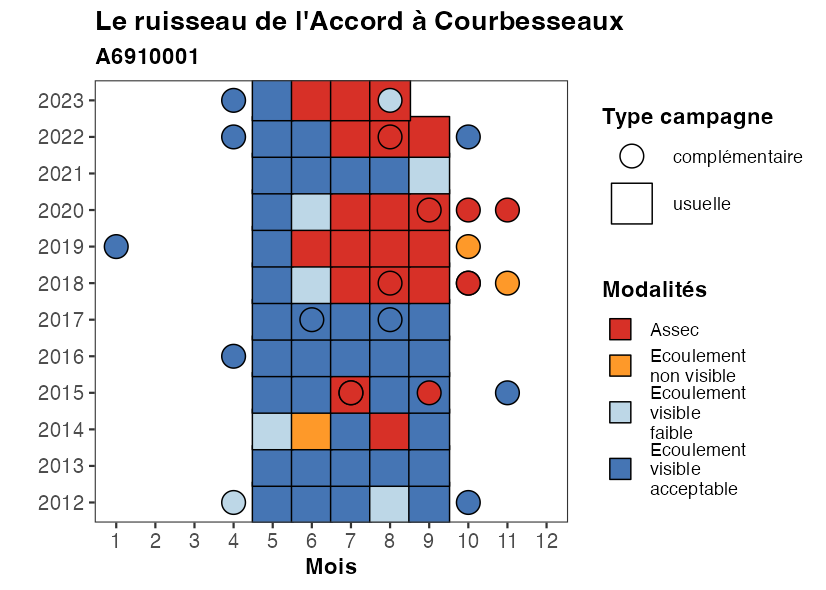 Le ruisseau de l'Accord à Courbesseaux
A6910001
2023
2022
2021
2020
2019
2018
2017
2016
2015
2014
2013
2012
1 2 3 4 5 6 7 8 9 10 11 12
Mois
Type campagne
complémentaire
usuelle
Modalités
Assec
Ecoulement
non visible
Ecoulement
visible
faible
Ecoulement
visible
acceptable